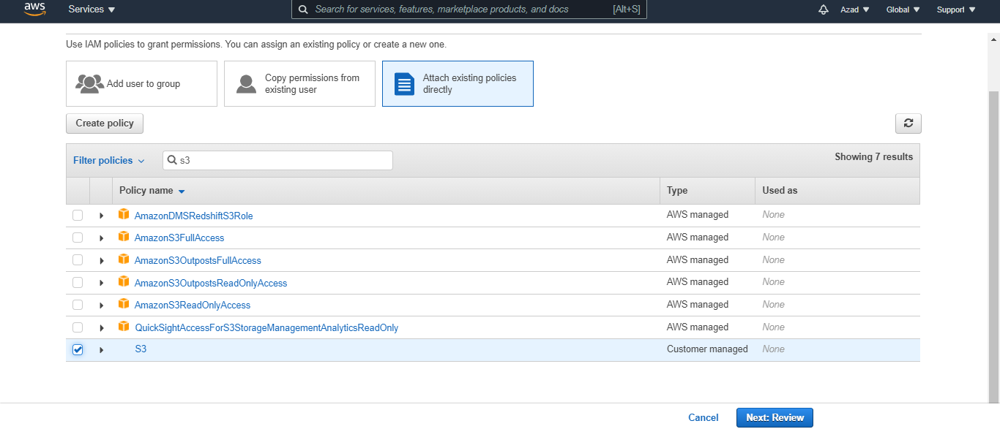 aws Services Search for services, features, marketplace products, and docs [Alt+S] Azad Global Support
Use IAM policies to grant permissions. You can assign an existing policy or create a new one.
Add user to group
Copy permissions from
existing user
Attach existing policies
directly
Create policy
Filter policies s3 Showing 7 results
Policy name Type Used as
AmazonDMSRedshiftS3Role AWS managed None
AmazonS3FullAccess AWS managed None
AmazonS3OutpostsFullAccess AWS managed None
AmazonS3OutpostsReadOnlyAccess AWS managed None
AmazonS3ReadOnlyAccess AWS managed None
QuickSightAccessForS3StorageManagementAnalyticsReadOnly AWS managed None
S3 Customer managed None
Cancel Next: Review